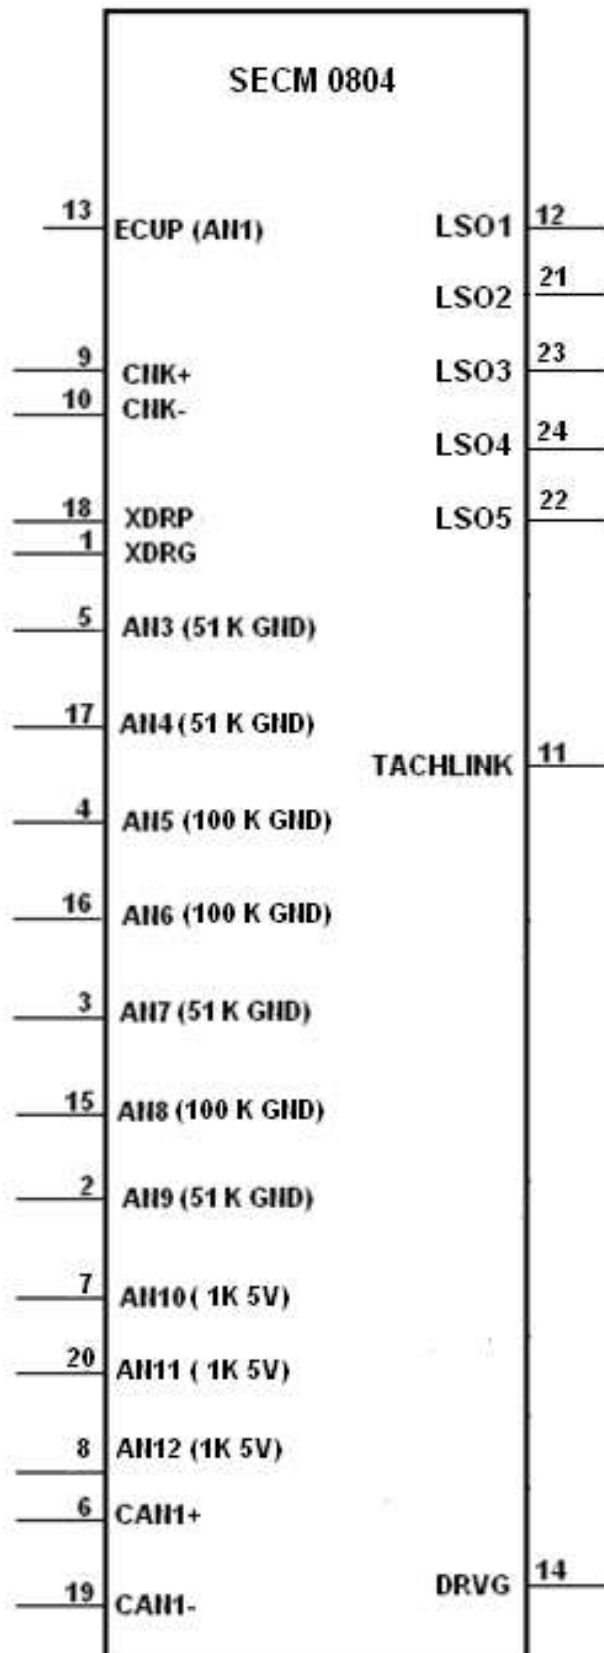 SECM 0804
13 ECUP (AN1) LSO1 12
LSO2 21
9 CNK+ LSO3 23
10 CNK-
LSO4 24
18 XDRP LSO5 22
1 XDRG
5 AN3 (51 K GND)
17 AN4 (51 K GND)
TACHLINK 11
4 AN5 (100 K GND)
16 AN6 (100 K GND)
3 AN7 (51 K GND)
15 AN8 (100 K GND)
2 AN9 (51 K GND)
7 AN10 ( 1K 5V)
20 AN11 ( 1K 5V)
8 AN12 (1K 5V)
6 CAN1+
DRVG 14
19 CAN1-